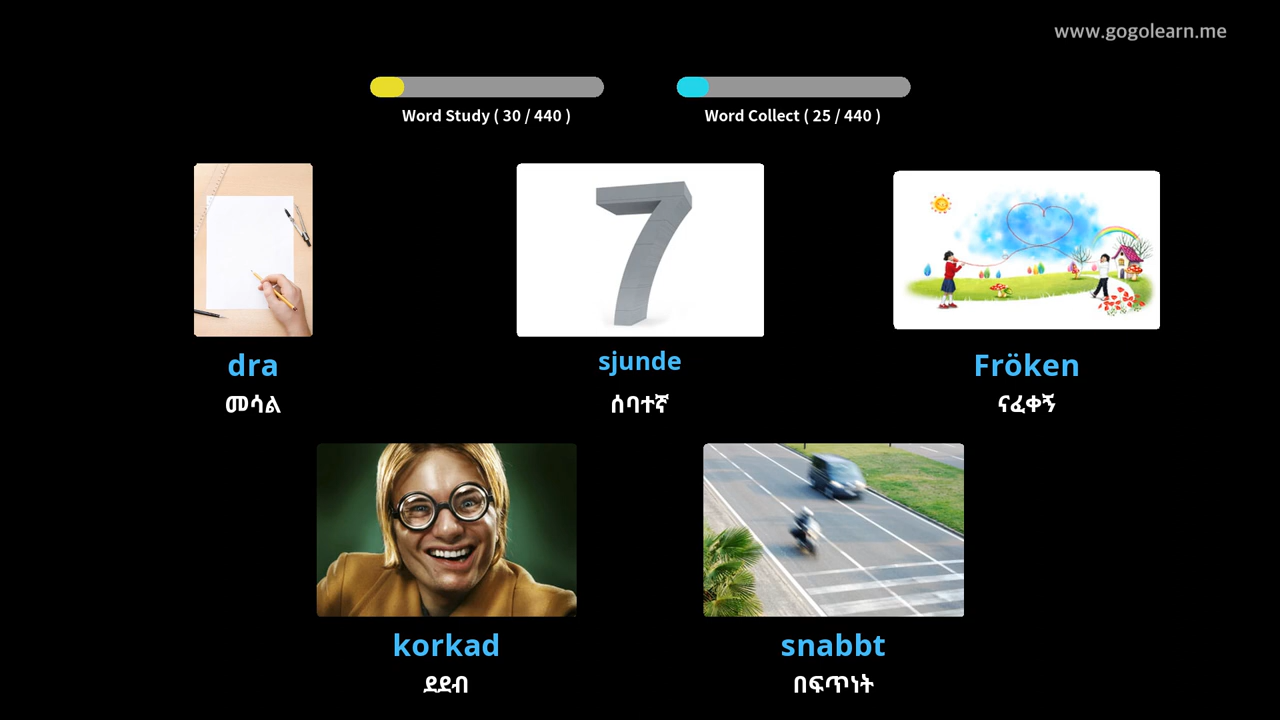 www.gogolearn.me
Word Study ( 30 / 440 )
Word Collect ( 25 / 440 )
7
dra
መሳል
sjunde
ሰባተኛ
Fröken
ናፈቀኝ
korkad
ደደብ
snabbt
በፍጥነት